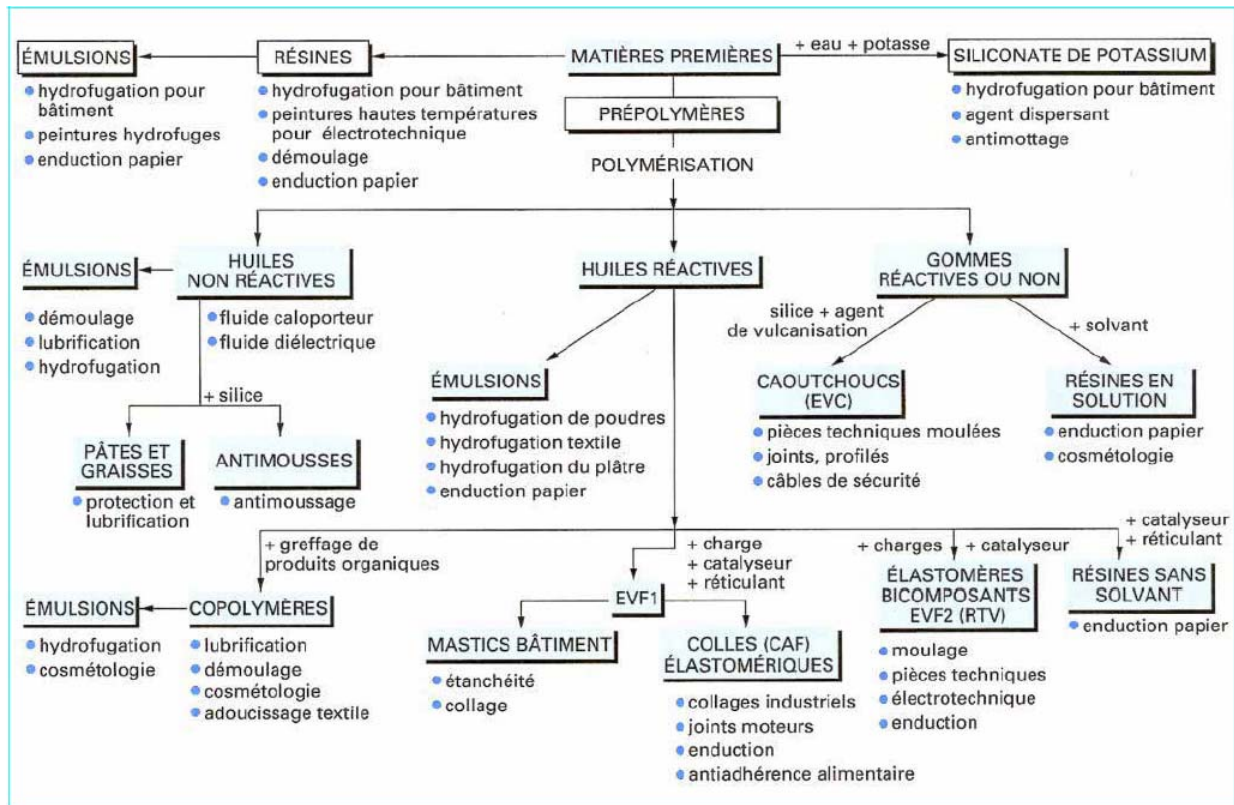 MATIÈRES PREMIÈRES
+ eau + potasse
ÉMULSIONS
• hydrofugation pour
bâtiment
• peintures hydrofuges
• enduction papier
RÉSINES
• hydrofugation pour bâtiment
• peintures hautes températures
pour électrotechnique
• démoulage
• enduction papier
SILICONATE DE POTASSIUM
• hydrofugation pour bâtiment
• agent dispersant
• antimottage
PRÉPOLYMÈRES
POLYMÉRISATION
ÉMULSIONS
• démoulage
• lubrification
• hydrofugation
HUILES
NON RÉACTIVES
• fluide caloporteur
• fluide diélectrique
+ silice
PÂTES ET
GRAISSES
• protection et
lubrification
ANTIMOUSSES
• antimoussage
HUILES RÉACTIVES
ÉMULSIONS
• hydrofugation de poudres
• hydrofugation textile
• hydrofugation du plâtre
• enduction papier
GOMMES
RÉACTIVES OU NON
silice + agent
de vulcanisation
+ solvant
CAOUTCHOUCS
(EVC)
• pièces techniques moulées
• joints, profilés
• câbles de sécurité
RÉSINES EN
SOLUTION
• enduction papier
• cosmétologie
+ greffage de
produits organiques
ÉMULSIONS
• hydrofugation
• cosmétologie
COPOLYMÈRES
• lubrification
• démoulage
• cosmétologie
• adoucissage textile
+ charge
+ catalyseur
+ réticulant
EVF1
MASTICS BÂTIMENT
• étanchéité
• collage
COLLES (CAF)
ÉLASTOMÉRIQUES
• collages industriels
• joints moteurs
• enduction
• antiadhérence alimentaire
+ charges + catalyseur
ÉLASTOMÈRES
BICOMPOSANTS
EVF2 (RTV)
• moulage
• pièces techniques
• électrotechnique
• enduction
+ catalyseur
+ réticulant
RÉSINES SANS
SOLVANT
• enduction papier